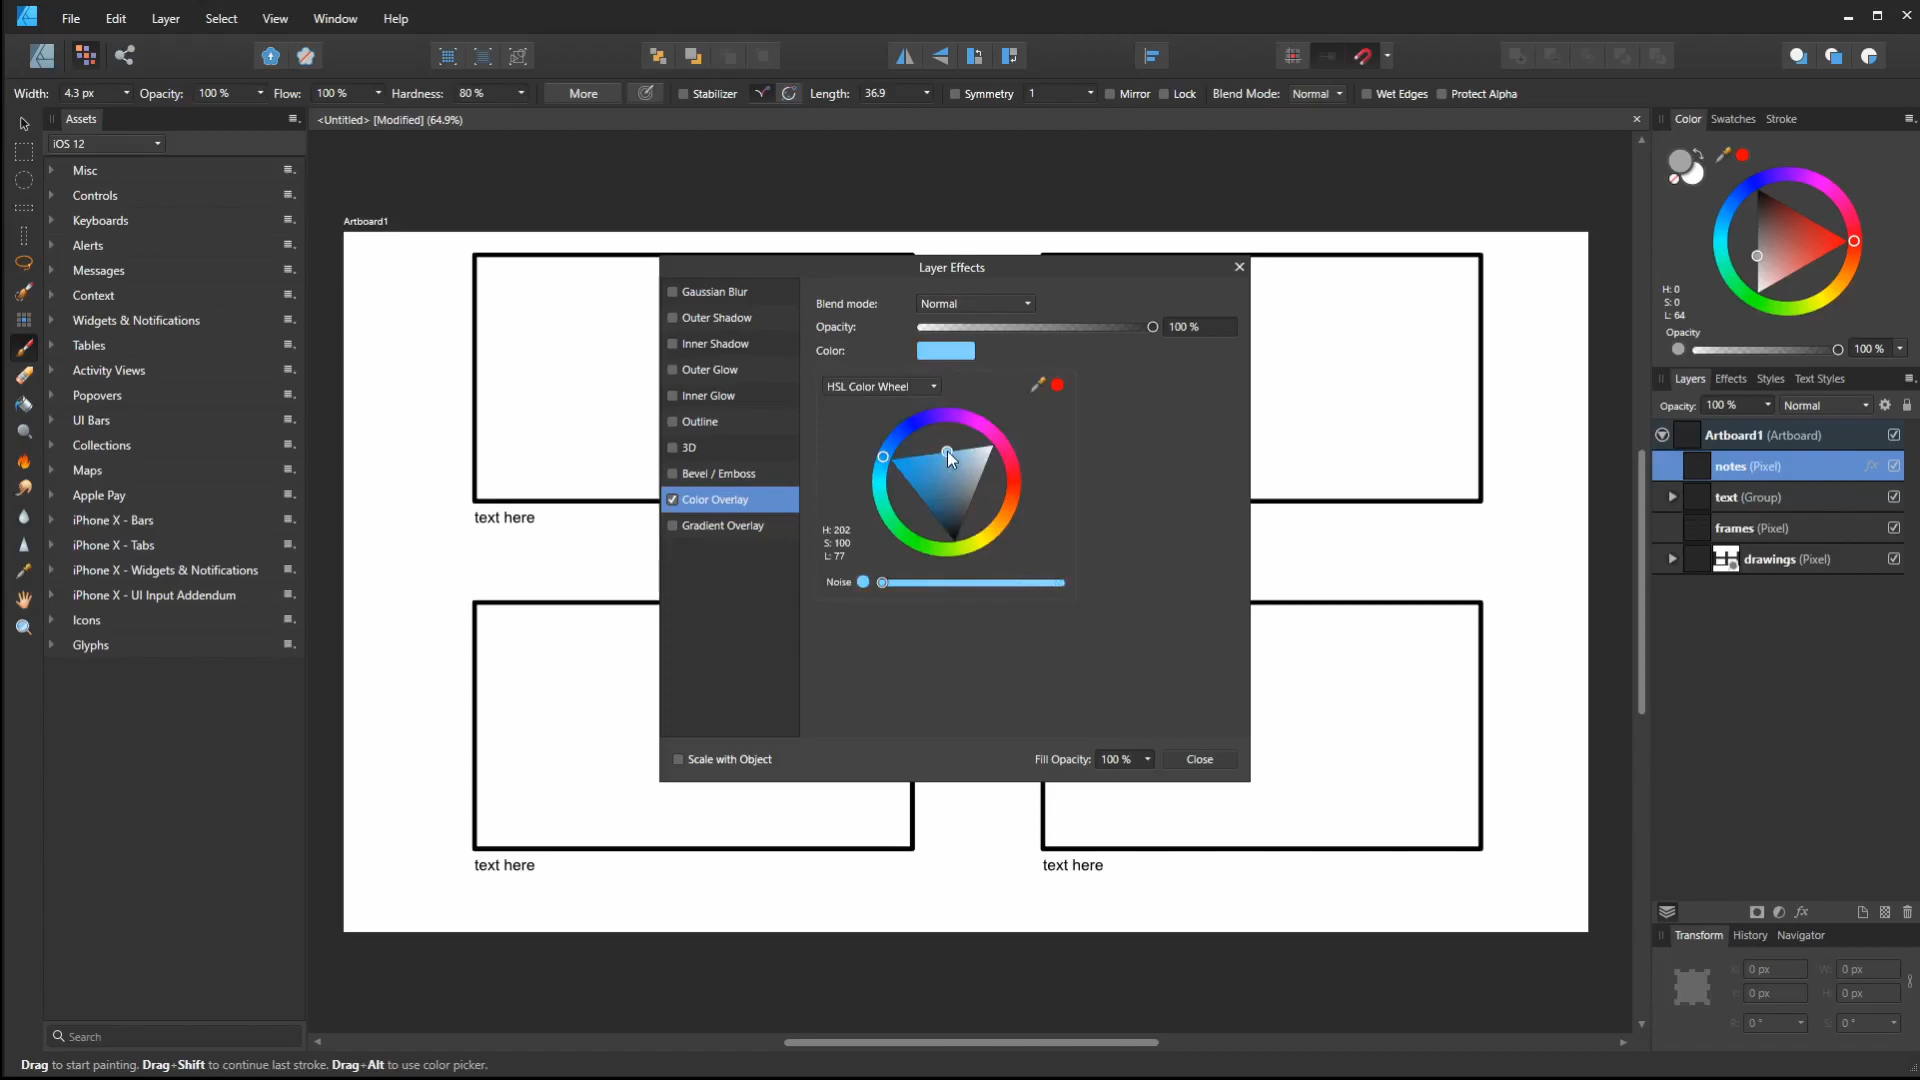 File Edit Layer Select View Window Help
Width: 4.3 px Opacity: 100 % Flow: 100 % Hardness: 80 % More Stabilizer Length: 36.9 Symmetry 1 Mirror Lock Blend Mode: Normal Wet Edges Protect Alpha
Assets
<Untitled> [Modified] (64.9%)
iOS 12
Misc
Controls
Keyboards
Alerts
Messages
Context
Widgets & Notifications
Tables
Activity Views
Popovers
UI Bars
Collections
Maps
Apple Pay
iPhone X - Bars
iPhone X - Tabs
iPhone X - Widgets & Notifications
iPhone X - UI Input Addendum
Icons
Glyphs
Search
Artboard1
text here
text here
text here
Layer Effects
Gaussian Blur
Outer Shadow
Inner Shadow
Outer Glow
Inner Glow
Outline
3D
Bevel / Emboss
Color Overlay
Gradient Overlay
Blend mode: Normal
Opacity: 100 %
Color:
HSL Color Wheel
H: 202
S: 100
L: 77
Noise
Scale with Object
Fill Opacity: 100 % Close
Color Swatches Stroke
H: 0
S: 0
L: 64
Opacity
100 %
Layers Effects Styles Text Styles
Opacity: 100 % Normal
Artboard1 (Artboard)
notes (Pixel) fx
text (Group)
frames (Pixel)
drawings (Pixel)
fx
Transform History Navigator
X: 0 px W: 0 px
Y: 0 px H: 0 px
R: 0 ° S: 0 °
Drag to start painting. Drag+Shift to continue last stroke. Drag+Alt to use color picker.